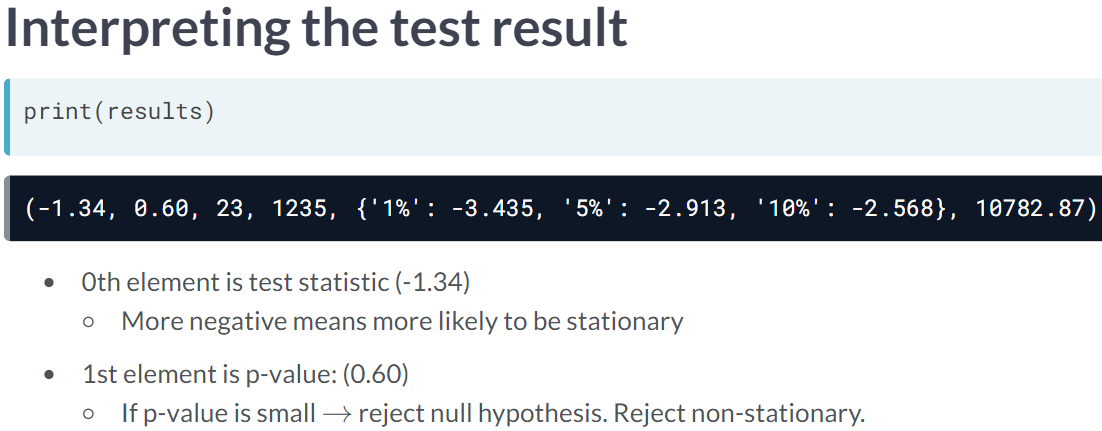 Interpreting the test result
print(results)
(-1.34, 0.60, 23, 1235, {'1%': -3.435, '5%': -2.913, '10%': -2.568}, 10782.87)
• 0th element is test statistic (-1.34)
○ More negative means more likely to be stationary
• 1st element is p-value: (0.60)
○ If p-value is small → reject null hypothesis. Reject non-stationary.